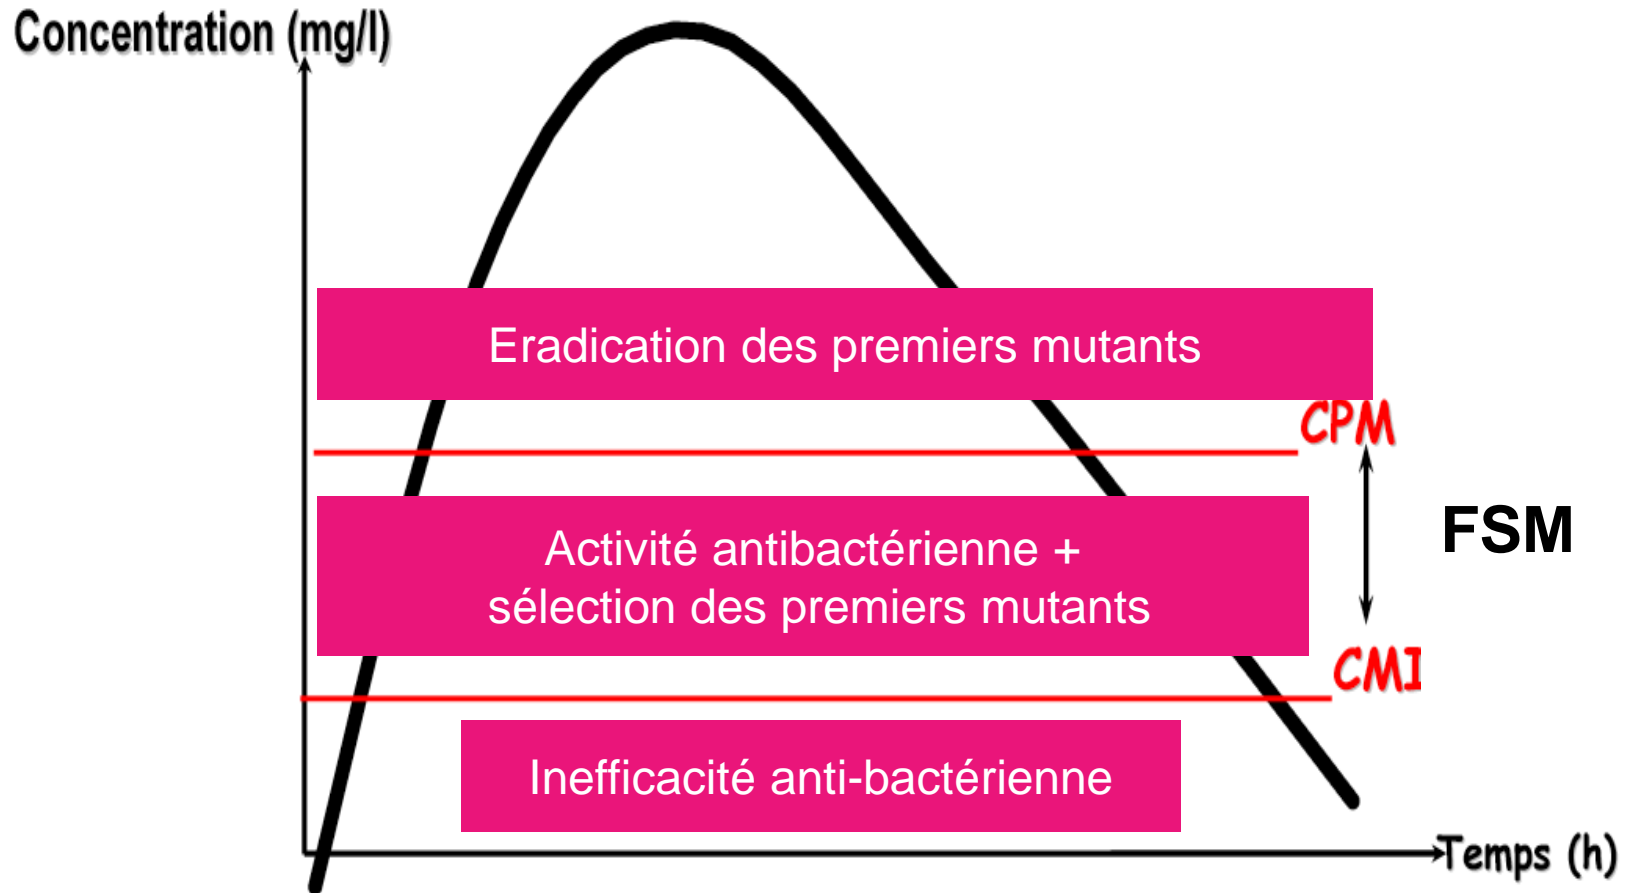 Concentration (mg/l)
Eradication des premiers mutants
CPM
Activité antibactérienne +
sélection des premiers mutants
FSM
CMI
Inefficacité anti-bactérienne
Temps (h)